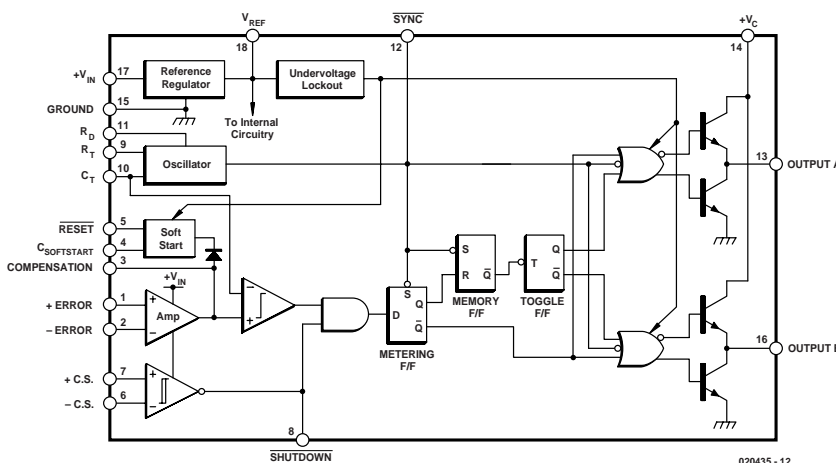 VREF
SYNC
+VC
18
12
14
+VIN
17
Reference
Regulator
Undervoltage
Lockout
GROUND
15
To Internal
Circuitry
RD
11
RT
9
Oscillator
CT
10
13
OUTPUT A
RESET
5
Soft
Start
CSOFTSTART
4
COMPENSATION
3
S
R
Q
MEMORY
F/F
T
Q
Q
TOGGLE
F/F
+VIN
+ ERROR
1
+
Amp
– ERROR
2
–
–
+
S
D
Q
Q
METERING
F/F
16
OUTPUT
+ C.S.
7
+
– C.S.
6
–
8
SHUTDOWN
020435 - 12